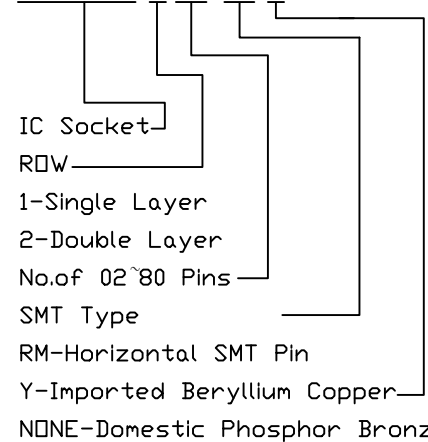 IC Socket
ROW
1-Single Layer
2-Double Layer
No.of 02~80 Pins
SMT Type
RM-Horizontal SMT Pin
Y-Imported Beryllium Copper
NONE-Domestic Phosphor Bronz